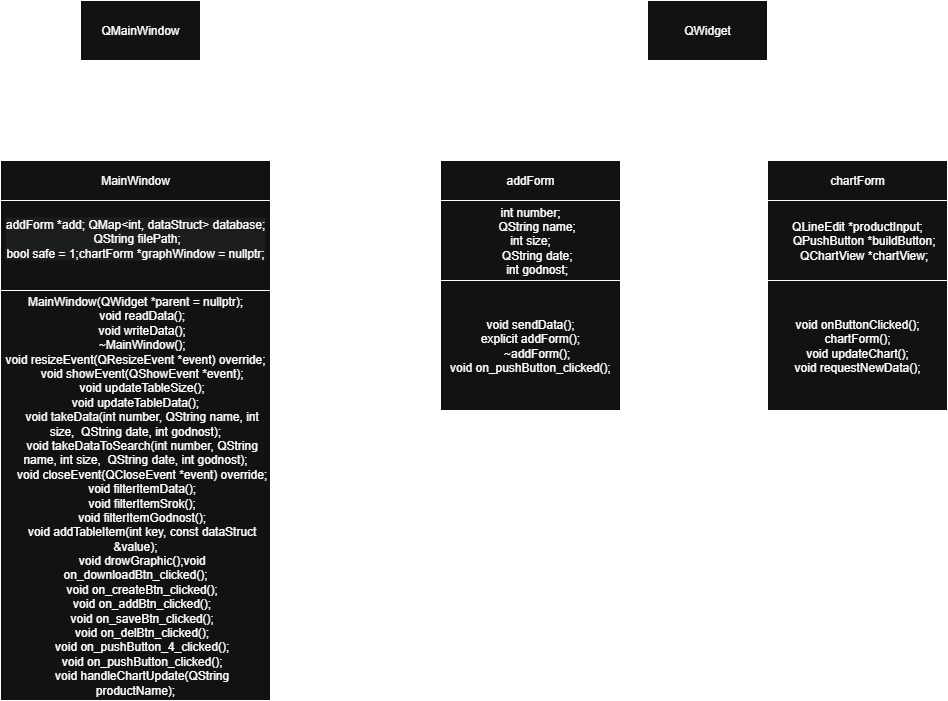 QMainWindow
QWidget
MainWindow
addForm *add; QMap<int, dataStruct> database;
QString filePath;
bool safe = 1;chartForm *graphWindow = nullptr;
MainWindow(QWidget *parent = nullptr);
void readData();
void writeData();
~MainWindow();
void resizeEvent(QResizeEvent *event) override;
void showEvent(QShowEvent *event);
void updateTableSize();
void updateTableData();
void takeData(int number, QString name, int
size,  QString date, int godnost);
void takeDataToSearch(int number, QString
name, int size,  QString date, int godnost);
void closeEvent(QCloseEvent *event) override;
void filterItemData();
void filterItemSrok();
void filterItemGodnost();
void addTableItem(int key, const dataStruct
&value);
void drowGraphic();void
on_downloadBtn_clicked();
void on_createBtn_clicked();
void on_addBtn_clicked();
void on_saveBtn_clicked();
void on_delBtn_clicked();
void on_pushButton_4_clicked();
void on_pushButton_clicked();
void handleChartUpdate(QString
productName);
addForm
int number;
QString name;
int size;
QString date;
int godnost;
void sendData();
explicit addForm();
~addForm();
void on_pushButton_clicked();
chartForm
QLineEdit *productInput;
QPushButton *buildButton;
QChartView *chartView;
void onButtonClicked();
chartForm();
void updateChart();
void requestNewData();